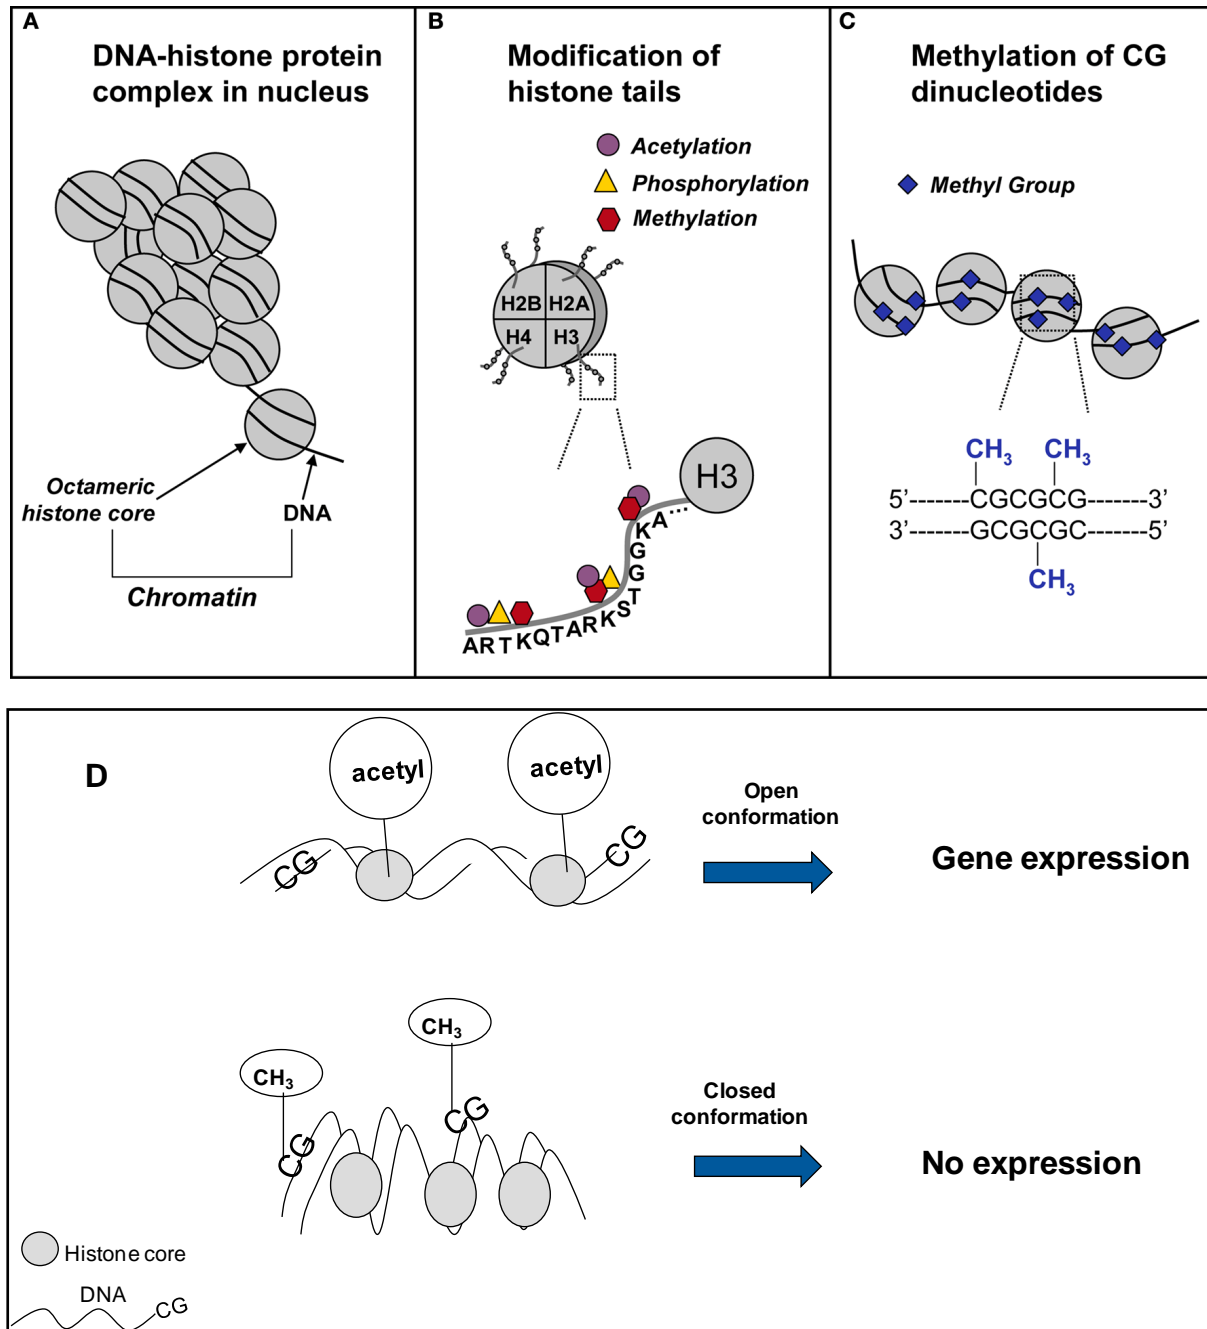 A
DNA-histone protein
complex in nucleus
Octameric
histone core
DNA
Chromatin
B
Modification of
histone tails
Acetylation
Phosphorylation
Methylation
H2B H2A
H4 H3
H3
ARTKQTARKSTGGKA...
C
Methylation of CG
dinucleotides
Methyl Group
CH3 CH3
5’-------CGCGCG-------3’
3’-------GCGCGC-------5’
CH3
D
acetyl acetyl
CG CG
Open
conformation
Gene expression
CH3
CH3
CG
CG
Closed
conformation
No expression
Histone core
DNA
CG